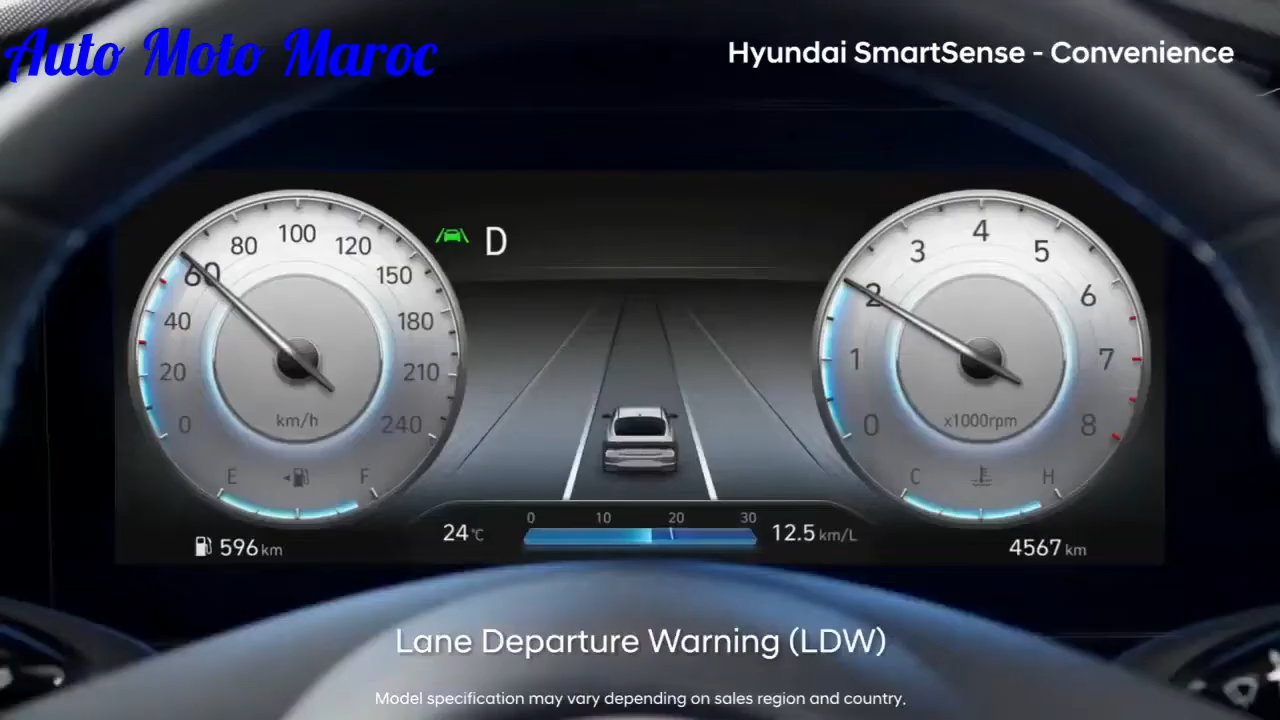 Auto Moto Maroc
Hyundai SmartSense - Convenience
0
20
40
60
80
100
120
150
180
210
240
km/h
E
F
596 km
D
24 °C
0 10 20 30
12.5 km/L
0
1
2
3
4
5
6
7
8
x1000rpm
C
H
4567 km
Lane Departure Warning (LDW)
Model specification may vary depending on sales region and country.